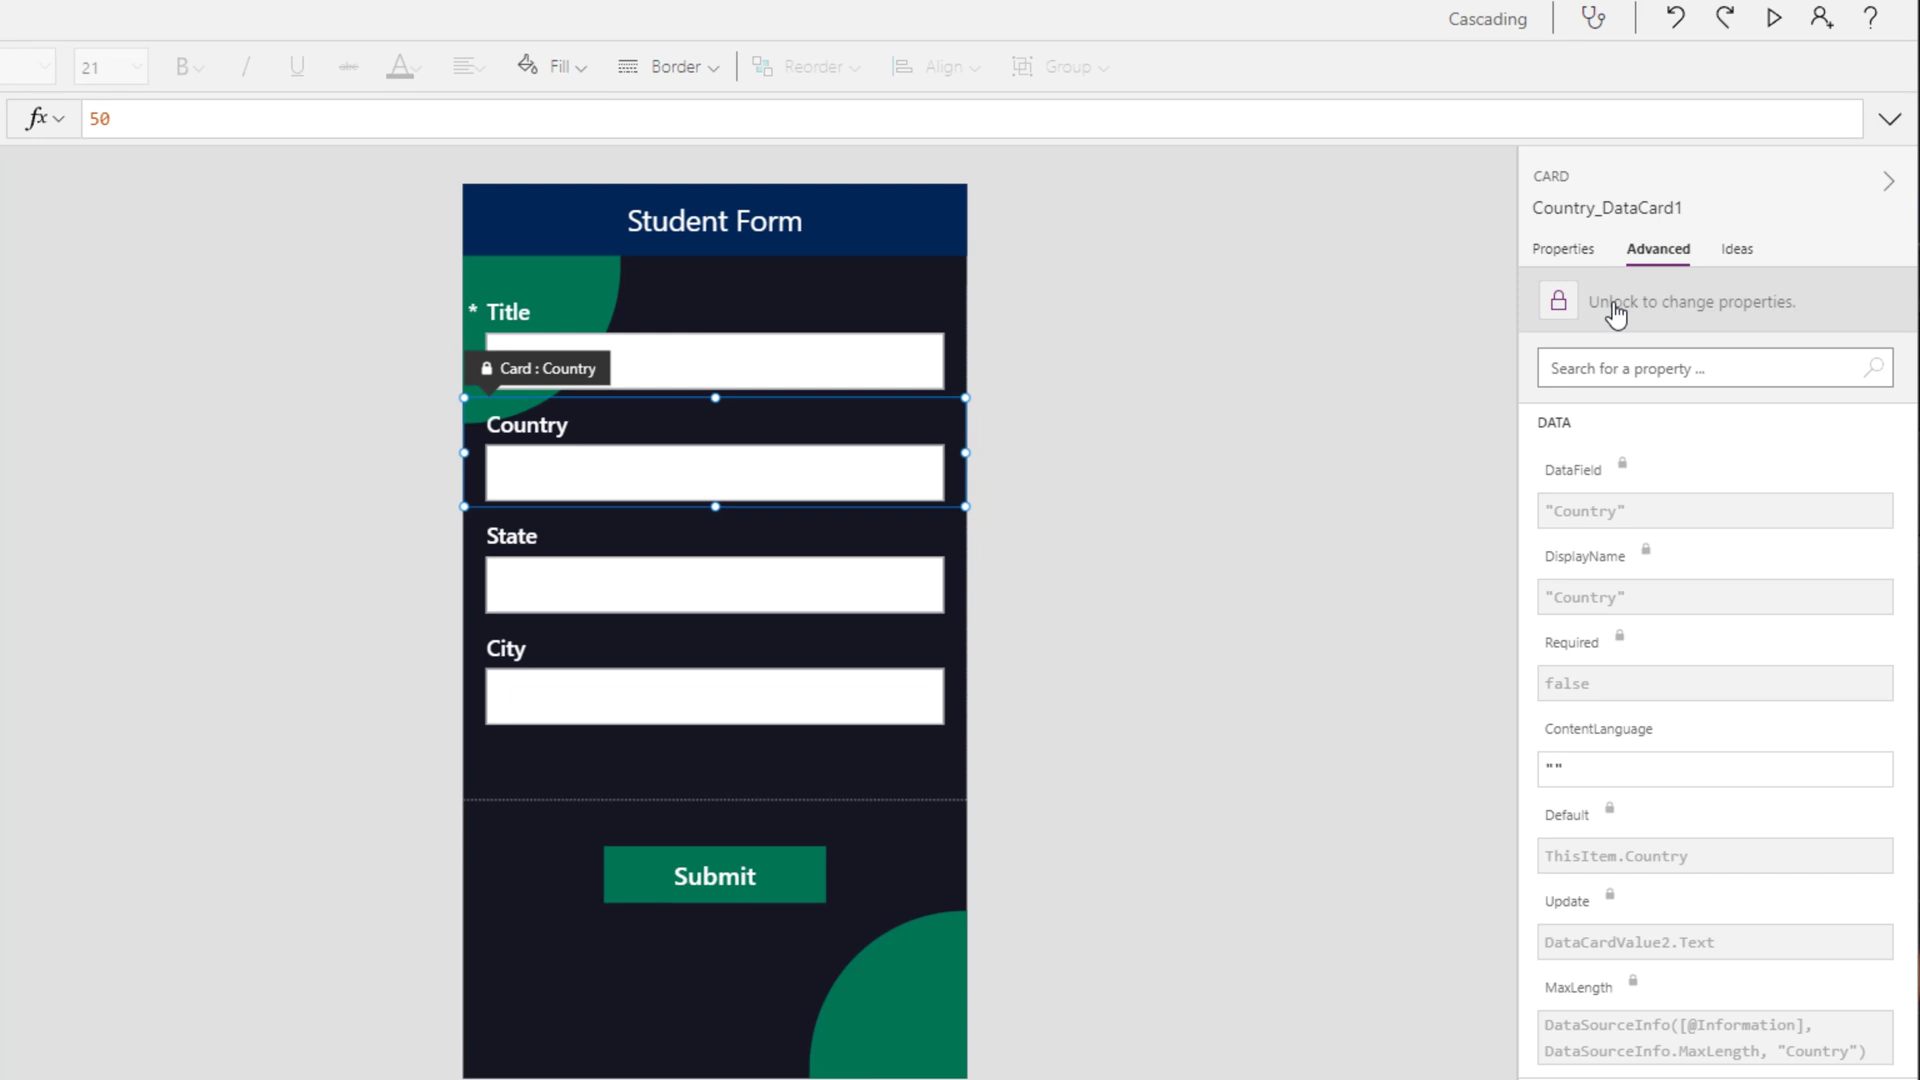 Cascading
?
21
B
/
U
abc
A
Fill
Border
Reorder
Align
Group
fx
50
Student Form
* Title
Card : Country
Country
State
City
Submit
CARD
Country_DataCard1
Properties
Advanced
Ideas
Unlock to change properties.
Search for a property ...
DATA
DataField
"Country"
DisplayName
"Country"
Required
false
ContentLanguage
""
Default
ThisItem.Country
Update
DataCardValue2.Text
MaxLength
DataSourceInfo([@Information],
DataSourceInfo.MaxLength, "Country")